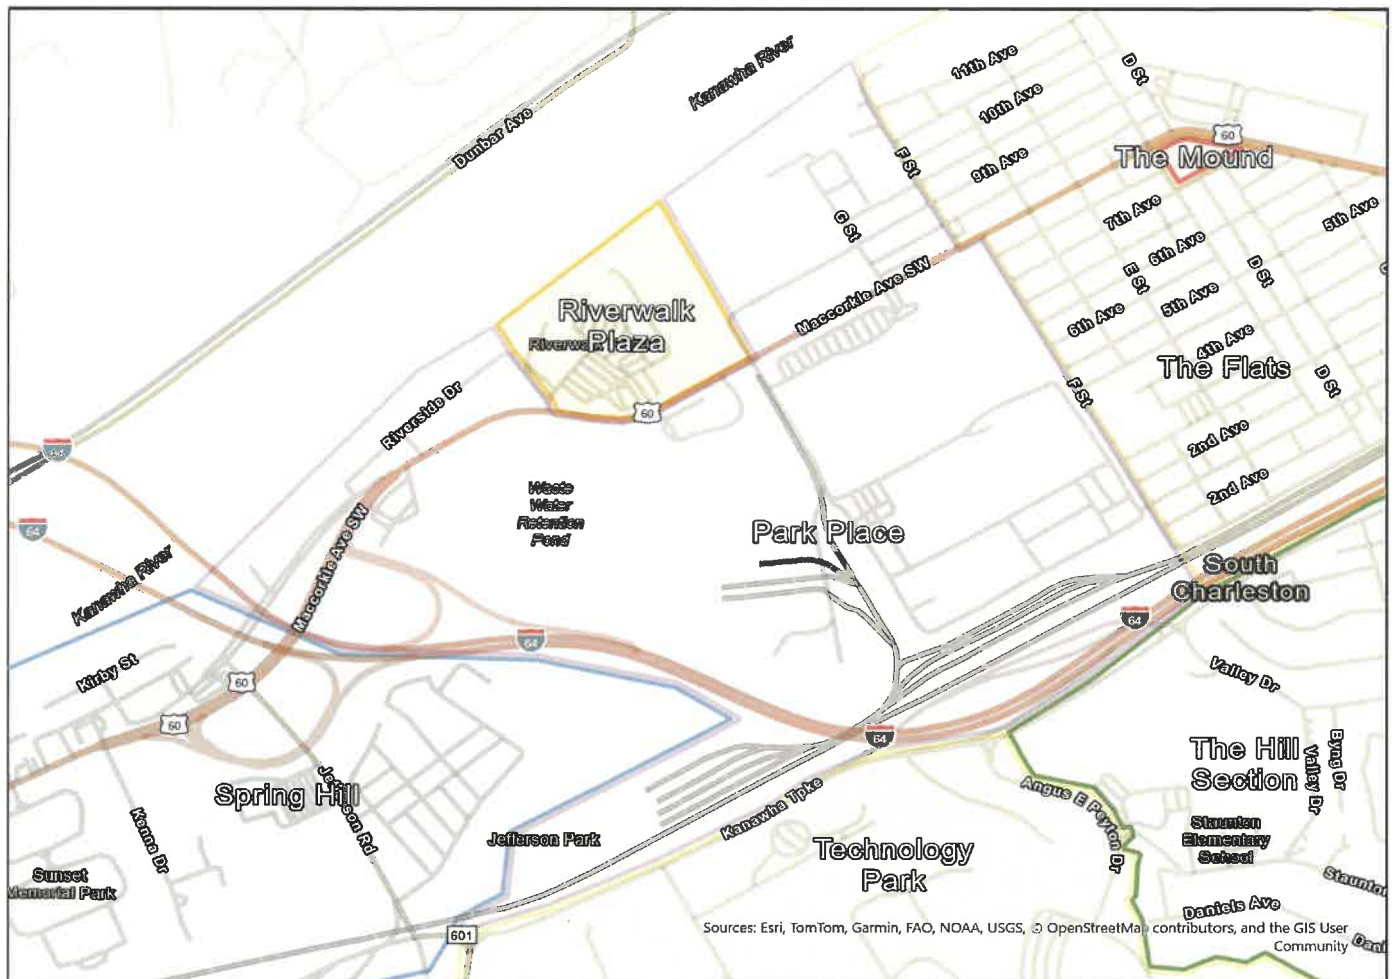 Kanawha River
11th Ave
D St
10th Ave
Dunbar Ave
60
The Mound
9th Ave
F St
7th Ave
5th Ave
G St
6th Ave
E St
D St
Maccorkle Ave SW
5th Ave
6th Ave
Riverwalk
Plaza
4th Ave
The Flats
D St
F St
Riverside Dr
60
2nd Ave
64
2nd Ave
Waste
Water
Retention
Pond
64
Park Place
Maccorkle Ave SW
South
Charleston
Kanawha River
64
64
Kirby St
Valley Dr
60
60
64
The Hill
Section
Byng Dr
Valley Dr
Spring Hill
Jefferson Rd
Kanawha Tpke
Angus E Peyton Dr
Kenna Dr
Jefferson Park
Technology
Park
Staunton
Elementary
School
Sunset
Memorial Park
Staunto
Daniels Ave
601
Sources: Esri, TomTom, Garmin, FAO, NOAA, USGS, © OpenStreetMap contributors, and the GIS User
Community
Dani